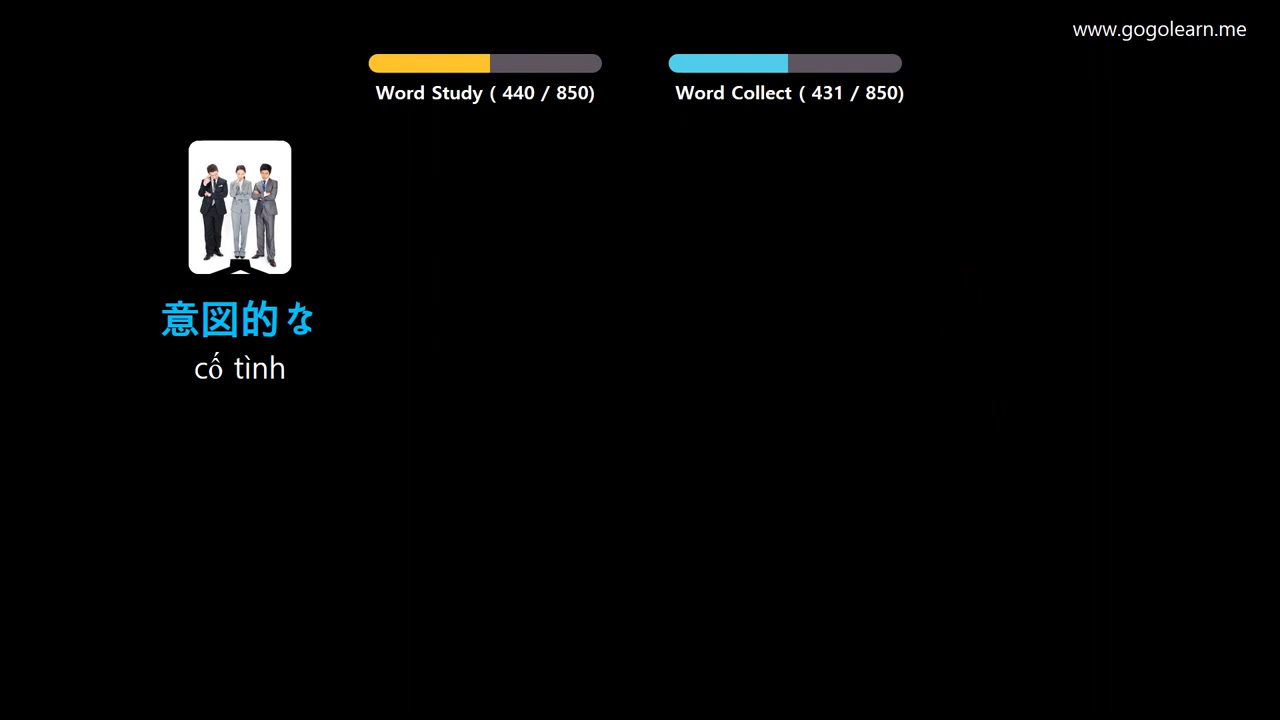 www.gogolearn.me
Word Study ( 440 / 850)
Word Collect ( 431 / 850)
意図的な
cố tình